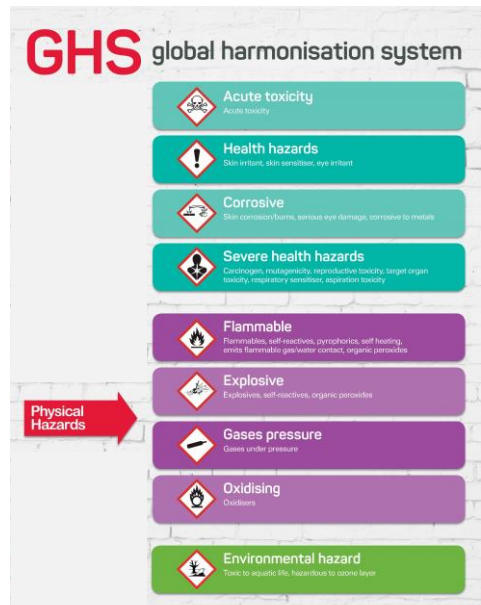 GHS global harmonisation system
Acute toxicity
Acute toxicity
Health hazards
Skin irritant, skin sensitiser, eye irritant
Corrosive
Skin corrosion/burns, serious eye damage, corrosive to metals
Severe health hazards
Carcinogen, mutagenicity, reproductive toxicity, target organ
toxicity, respiratory sensitiser, aspiration toxicity
Flammable
Flammables, self-reactives, pyrophorics, self heating,
emits flammable gas/water contact, organic peroxides
Physical
Hazards
Explosive
Explosives, self-reactives, organic peroxides
Gases pressure
Gases under pressure
Oxidising
Oxidisers
Environmental hazard
Toxic to aquatic life, hazardous to ozone layer